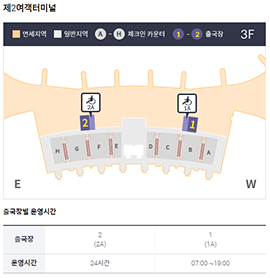 제2여객터미널
면세지역 일반지역 A - H 체크인 카운터 1 - 2 출국장 3F
2A 1A
2 1
H G F E D C B A
E W
출국장별 운영시간
출국장 2 1
(2A) (1A)
운영시간 24시간 07:00 ~19:00